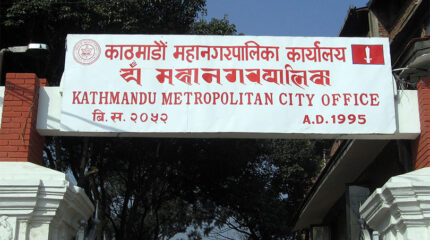 काठमाडौं महानगरपालिका कार्यालय
KATHMANDU METROPOLITAN CITY OFFICE
बि.स. २०५२ A.D. 1995